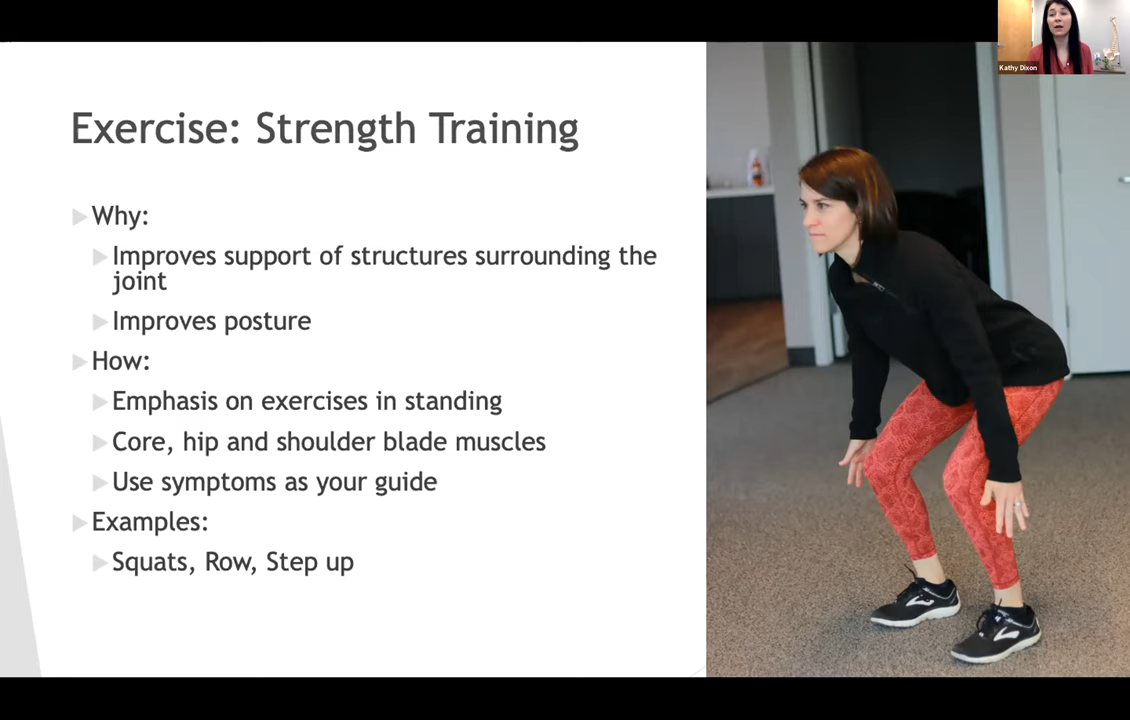 Kathy Dixon
Exercise: Strength Training
Why:
Improves support of structures surrounding the
joint
Improves posture
How:
Emphasis on exercises in standing
Core, hip and shoulder blade muscles
Use symptoms as your guide
Examples:
Squats, Row, Step up